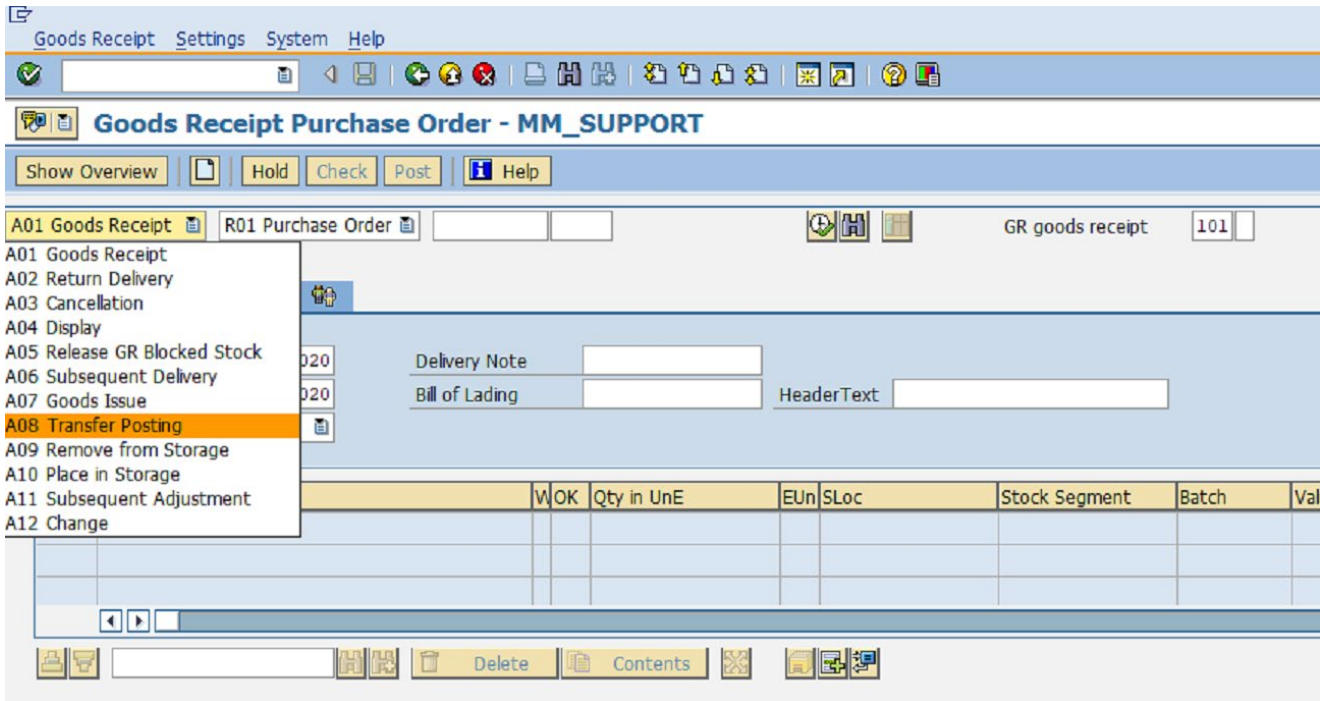 Goods Receipt Settings System Help
Goods Receipt Purchase Order - MM_SUPPORT
Show Overview Hold Check Post Help
A01 Goods Receipt R01 Purchase Order GR goods receipt 101
A01 Goods Receipt
A02 Return Delivery
A03 Cancellation
A04 Display
A05 Release GR Blocked Stock
020 Delivery Note
A06 Subsequent Delivery
A07 Goods Issue
020 Bill of Lading HeaderText
A08 Transfer Posting
A09 Remove from Storage
A10 Place in Storage
A11 Subsequent Adjustment
W OK Qty in UnE EUn SLoc Stock Segment Batch Val
A12 Change
Delete Contents